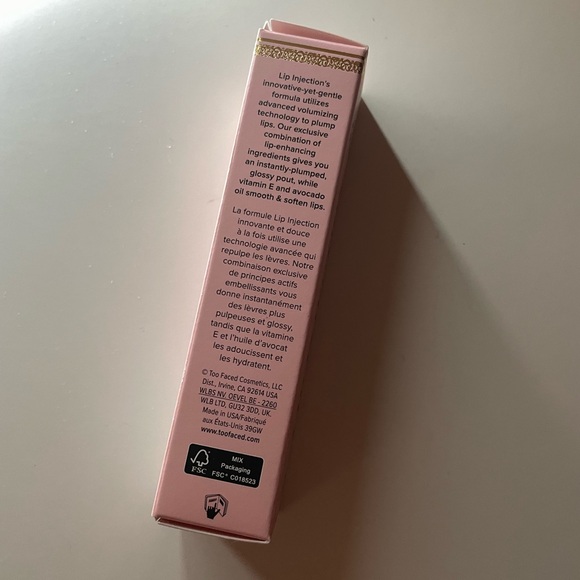 Lip Injection's
innovative-yet-gentle
formula utilizes
advanced volumizing
technology to plump
lips. Our exclusive
combination of
lip-enhancing
ingredients gives you
an instantly-plumped,
glossy pout, while
vitamin E and avocado
oil smooth & soften lips.
La formule Lip Injection
innovante et douce
à la fois utilise une
technologie avancée qui
repulpe les lèvres. Notre
combinaison exclusive
de principes actifs
embellissants vous
donne instantanément
des lèvres plus
pulpeuses et glossy,
tandis que la vitamine
E et l'huile d'avocat
les adoucissent et
les hydratent.
© Too Faced Cosmetics, LLC
Dist., Irvine, CA 92614 USA
WLBS NV. OEVEL BE - 2260
WLB LTD, GU32 3DD, UK.
Made in USA/Fabriqué
aux États-Unis 39GW
www.toofaced.com
FSC
MIX
Packaging
FSC® C018523